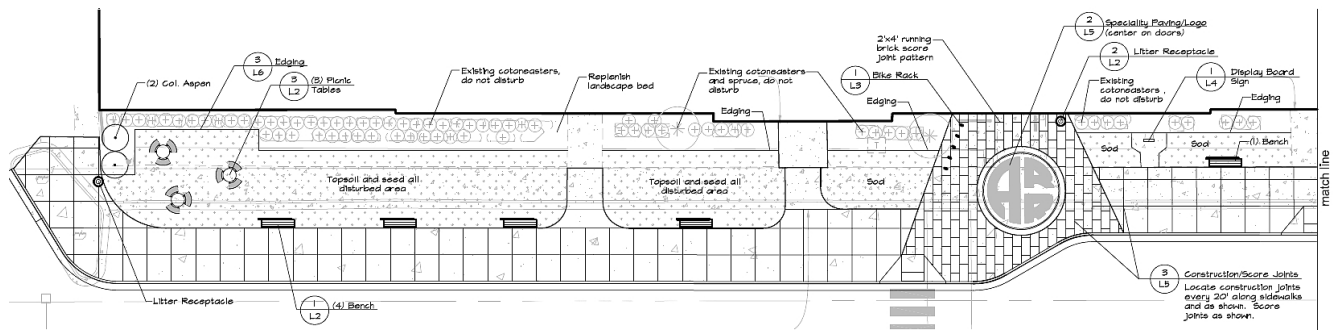 2
L5
Speciality Paving/Logo
(center on doors)
2'x4' running
brick score
joint pattern
2
L2
Litter Receptacle
3
L6
Edging
(2) Col. Aspen
3
L2
(3) Picnic
Tables
Existing cotoneasters,
do not disturb
Replenish
landscape bed
Existing cotoneasters
and spruce, do not
disturb
1
L3
Bike Rack
Edging
Edging
Existing
cotoneasters,
do not disturb
1
L4
Display Board
Sign
Edging
Sod
Sod
(1) Bench
Topsoil and seed all
disturbed area
Topsoil and seed all
disturbed area
Sod
match line
Litter Receptacle
1
L2
(4) Bench
3
L5
Construction/Score Joints
Locate construction joints
every 20' along sidewalks
and as shown. Score
joints as shown.